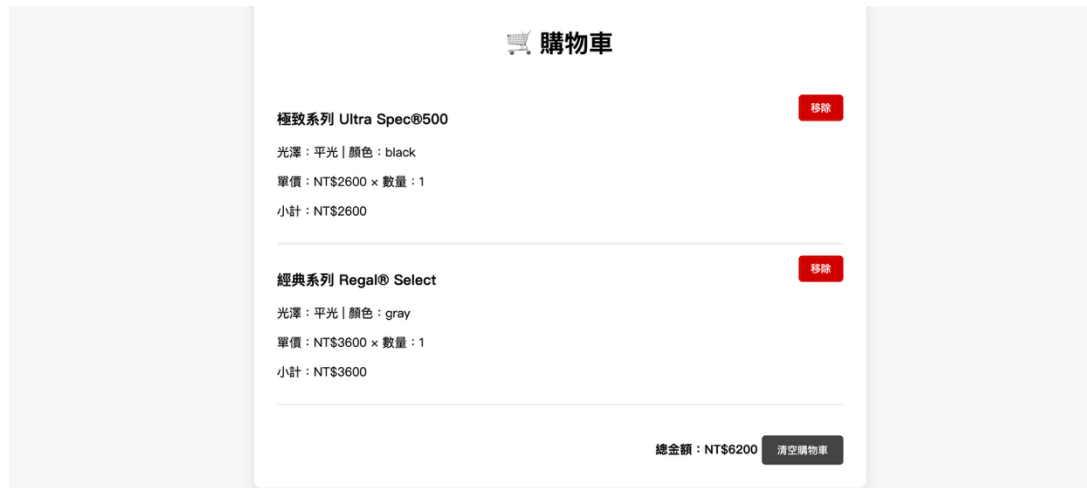 購物車
移除
極致系列 Ultra Spec®500
光澤：平光 | 顏色：black
單價：NT$2600 × 數量：1
小計：NT$2600
移除
經典系列 Regal® Select
光澤：平光 | 顏色：gray
單價：NT$3600 × 數量：1
小計：NT$3600
總金額：NT$6200 清空購物車